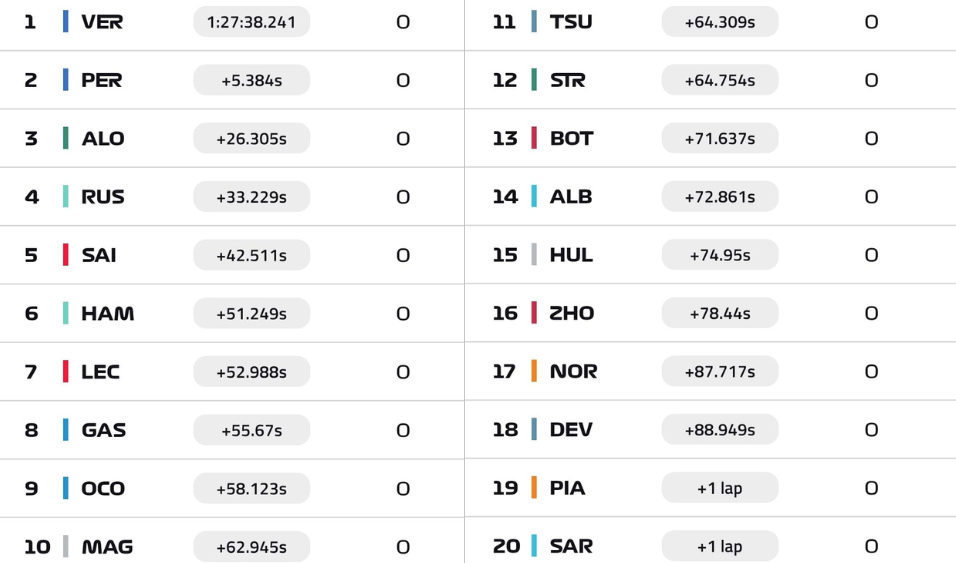 1 VER 1:27:38.241 0
2 PER +5.384s 0
3 ALO +26.305s 0
4 RUS +33.229s 0
5 SAI +42.511s 0
6 HAM +51.249s 0
7 LEC +52.988s 0
8 GAS +55.67s 0
9 OCO +58.123s 0
10 MAG +62.945s 0
11 TSU +64.309s 0
12 STR +64.754s 0
13 BOT +71.637s 0
14 ALB +72.861s 0
15 HUL +74.95s 0
16 ZHO +78.44s 0
17 NOR +87.717s 0
18 DEV +88.949s 0
19 PIA +1 lap 0
20 SAR +1 lap 0